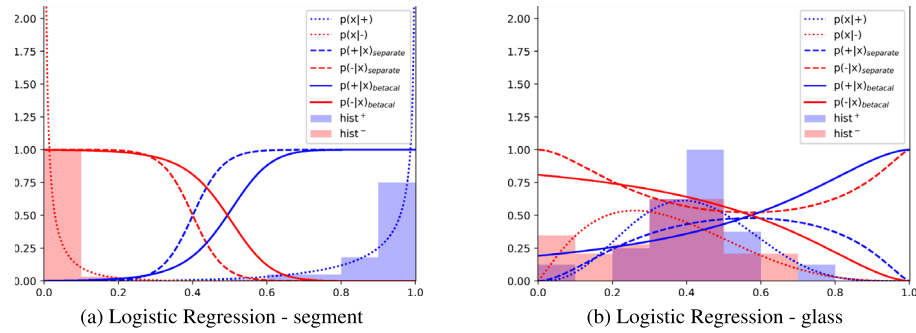 2.00
1.75
1.50
1.25
1.00
0.75
0.50
0.25
0.00
0.0 0.2 0.4 0.6 0.8 1.0
p(x|+)
p(x|-)
p(+|x)separate
p(-|x)separate
p(+|x)betacal
p(-|x)betacal
hist+
hist−
(a) Logistic Regression - segment
2.00
1.75
1.50
1.25
1.00
0.75
0.50
0.25
0.00
0.0 0.2 0.4 0.6 0.8 1.0
p(x|+)
p(x|-)
p(+|x)separate
p(-|x)separate
p(+|x)betacal
p(-|x)betacal
hist+
hist−
(b) Logistic Regression - glass